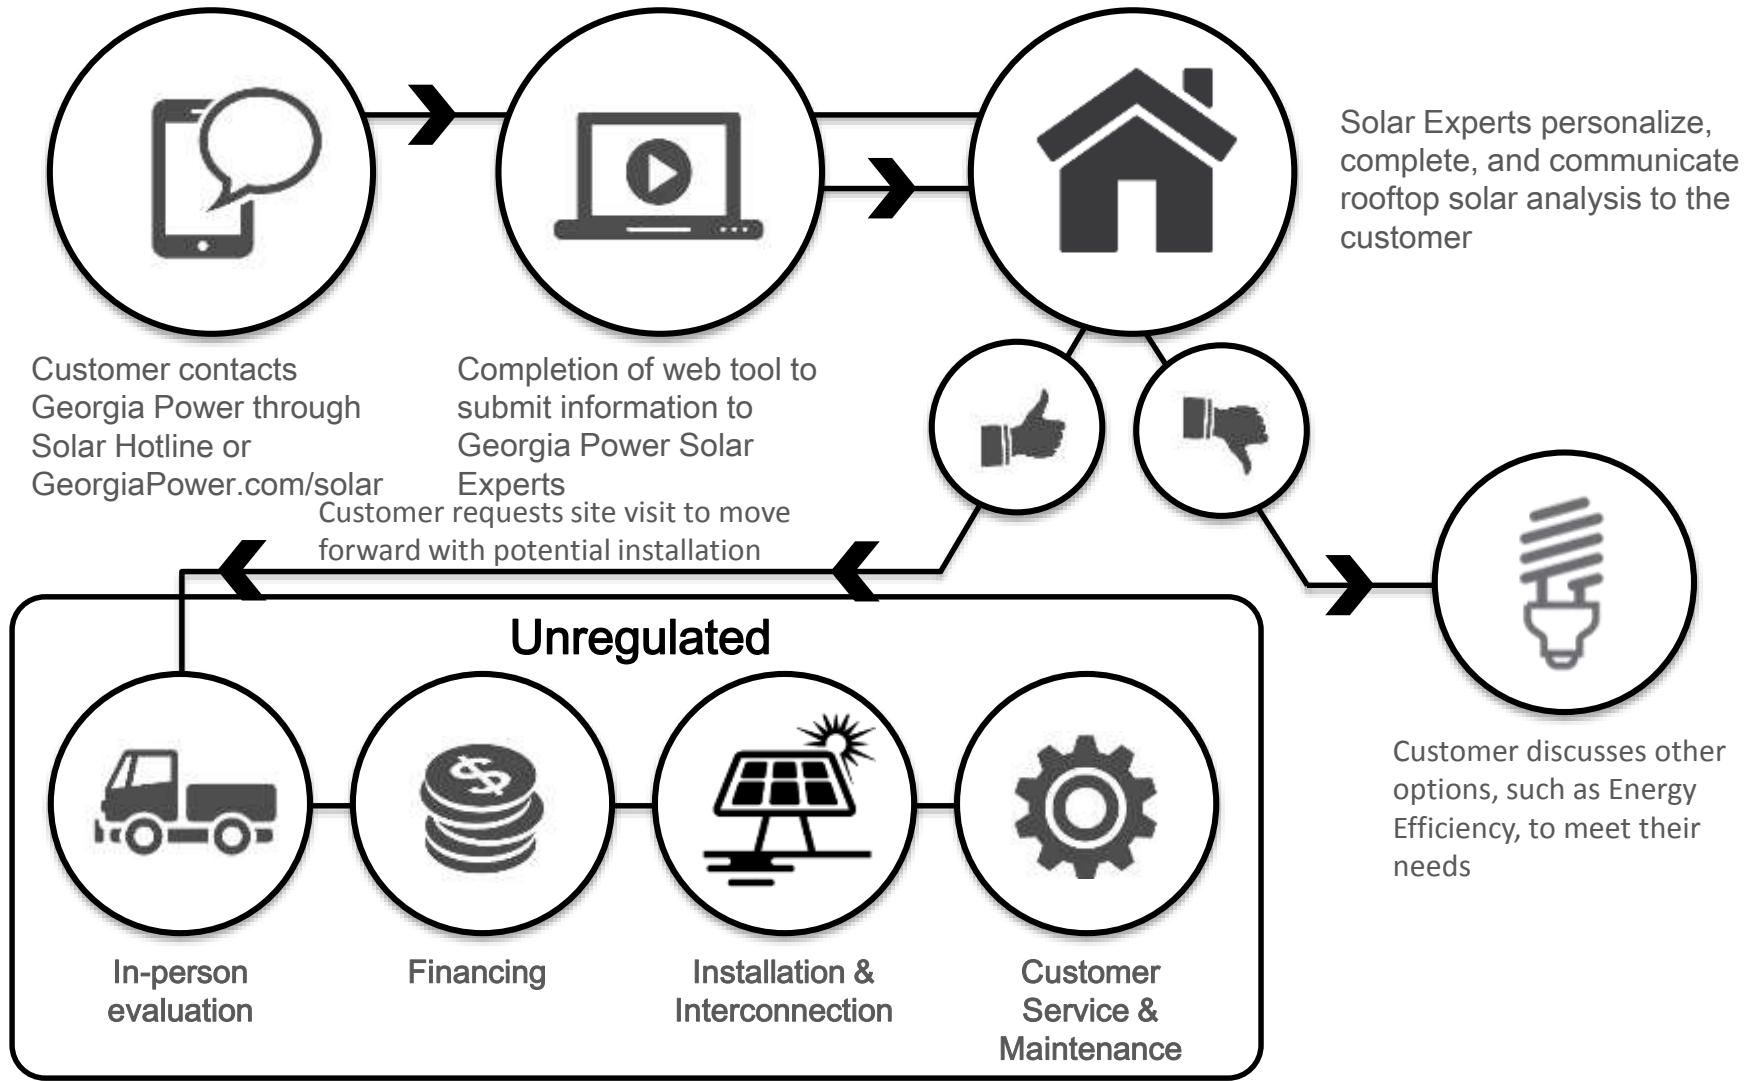 Solar Experts personalize,
complete, and communicate
rooftop solar analysis to the
customer
Customer contacts
Georgia Power through
Solar Hotline or
GeorgiaPower.com/solar
Completion of web tool to
submit information to
Georgia Power Solar
Experts
Customer requests site visit to move
forward with potential installation
Unregulated
$
In-person
evaluation
Financing
Installation &
Interconnection
Customer
Service &
Maintenance
Customer discusses other
options, such as Energy
Efficiency, to meet their
needs